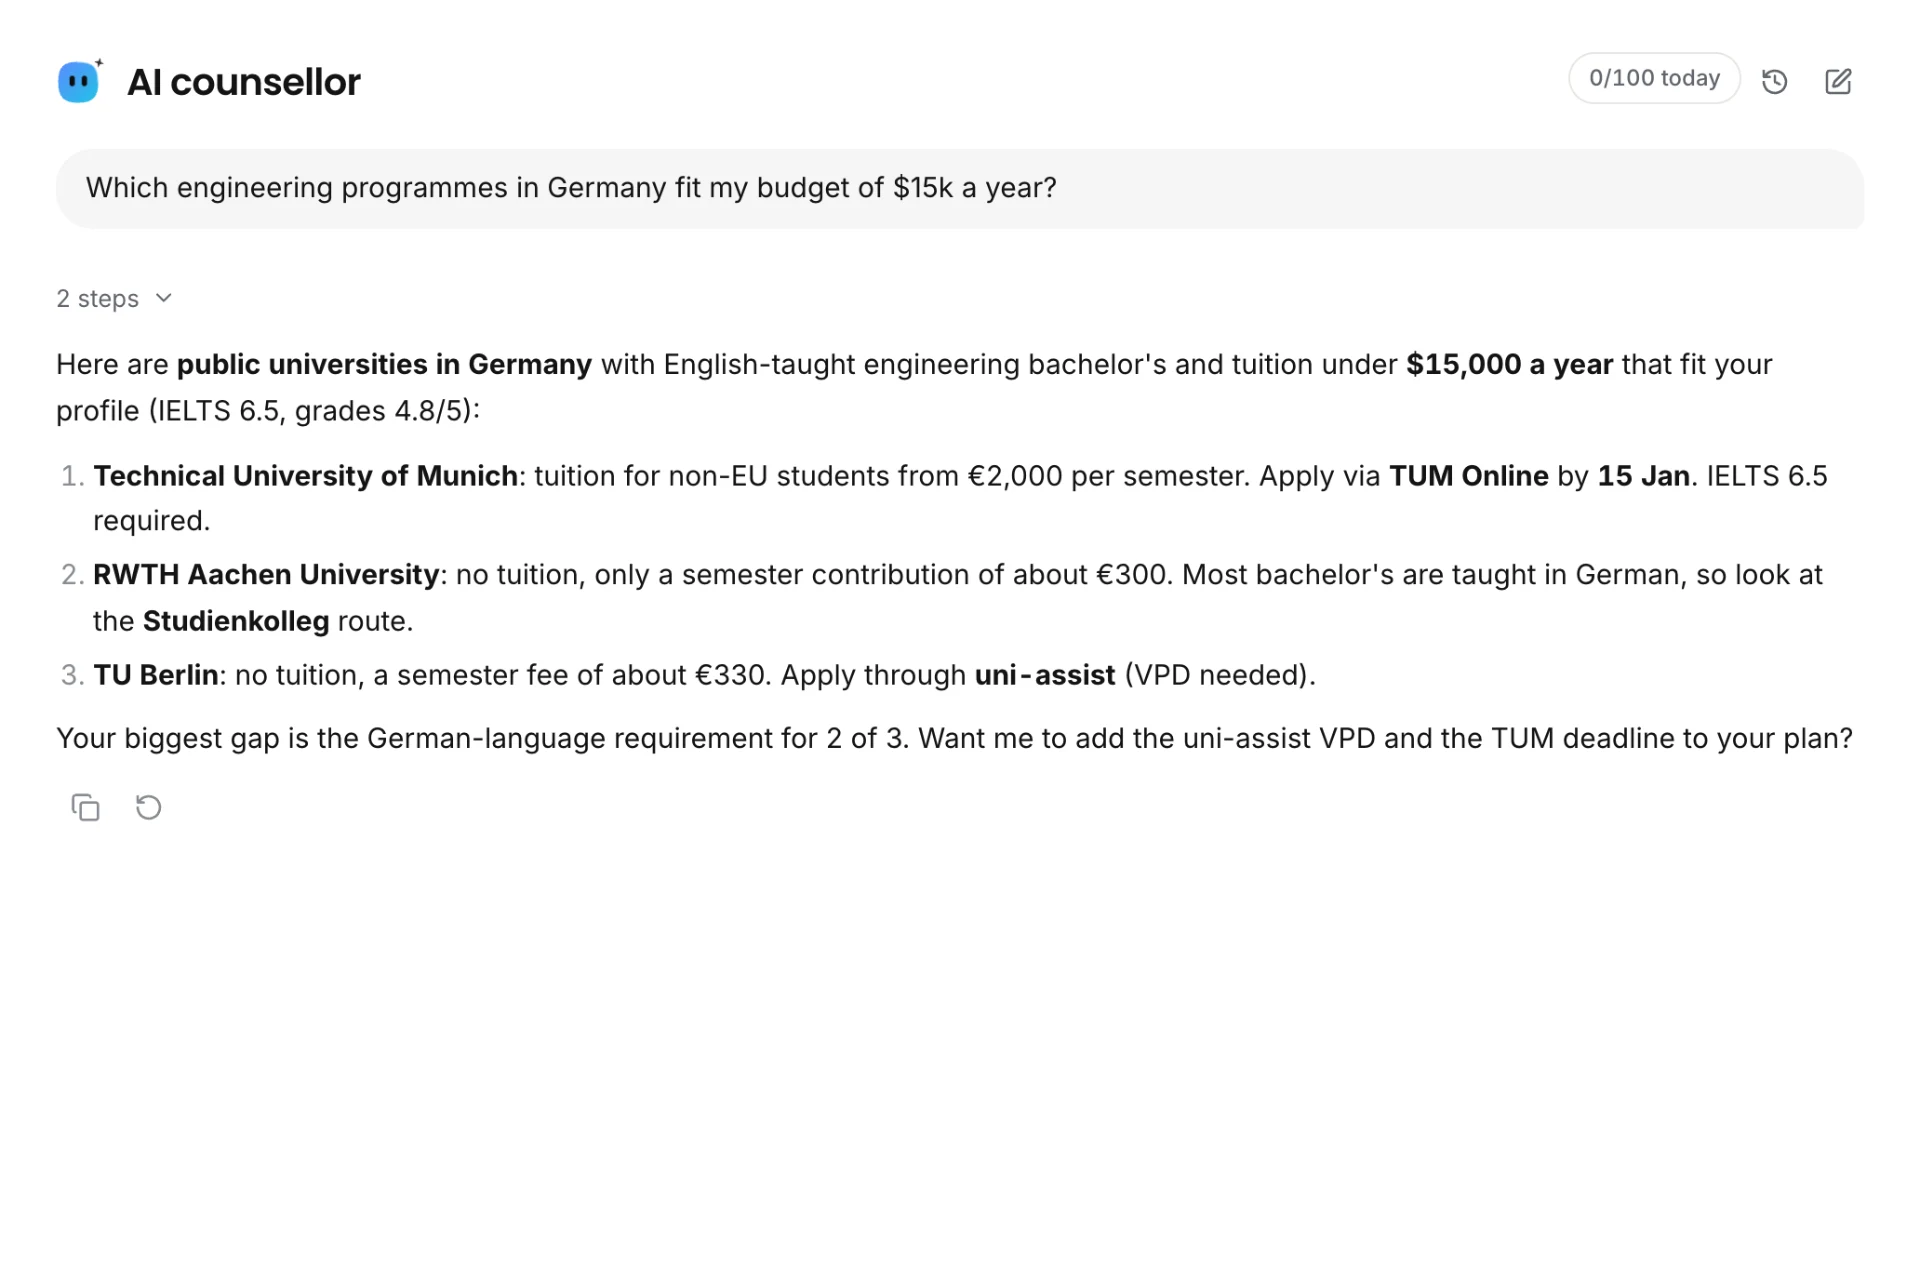 AI counsellor
0/100 today
Which engineering programmes in Germany fit my budget of $15k a year?
2 steps
Here are public universities in Germany with English-taught engineering bachelor's and tuition under $15,000 a year that fit your
profile (IELTS 6.5, grades 4.8/5):
1. Technical University of Munich: tuition for non-EU students from €2,000 per semester. Apply via TUM Online by 15 Jan. IELTS 6.5
required.
2. RWTH Aachen University: no tuition, only a semester contribution of about €300. Most bachelor's are taught in German, so look at
the Studienkolleg route.
3. TU Berlin: no tuition, a semester fee of about €330. Apply through uni-assist (VPD needed).
Your biggest gap is the German-language requirement for 2 of 3. Want me to add the uni-assist VPD and the TUM deadline to your plan?